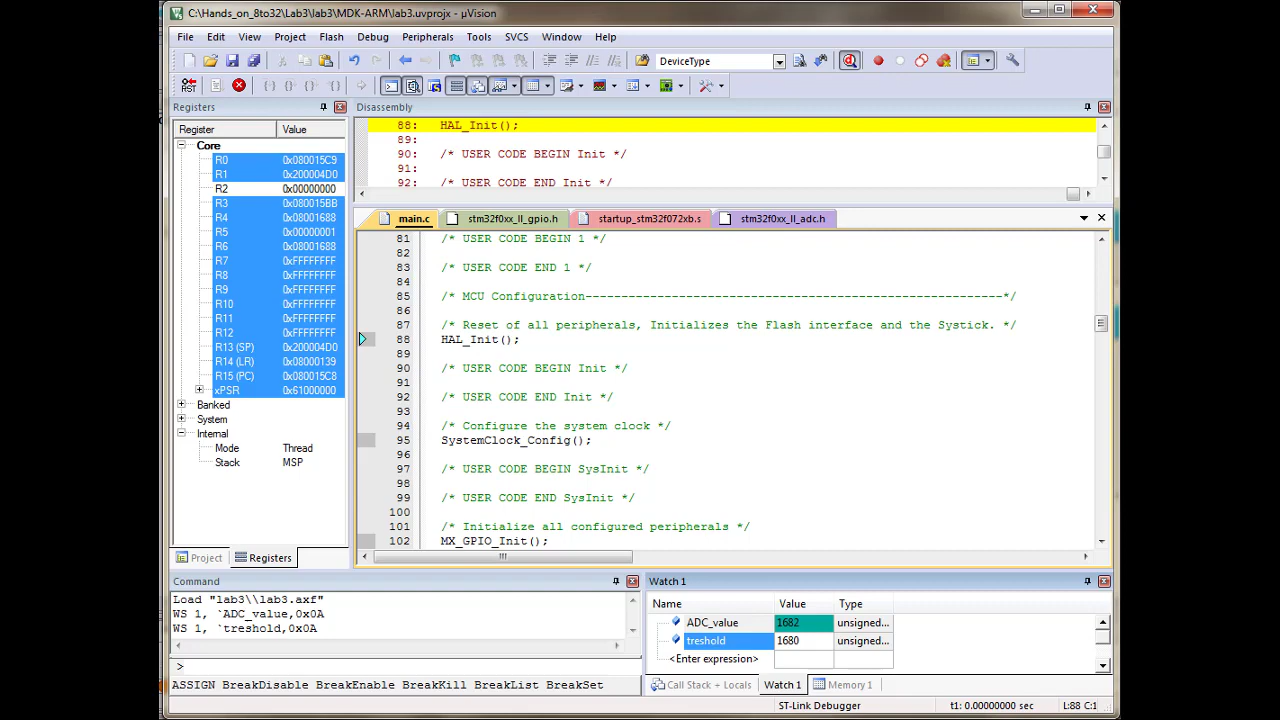 C:\Hands_on_8to32\Lab3\lab3\MDK-ARM\lab3.uvprojx - µVision
File Edit View Project Flash Debug Peripherals Tools SVCS Window Help
DeviceType
RST
Registers
Register Value
Core
R0 0x080015C9
R1 0x200004D0
R2 0x00000000
R3 0x080015BB
R4 0x08001688
R5 0x00000001
R6 0x08001688
R7 0xFFFFFFFF
R8 0xFFFFFFFF
R9 0xFFFFFFFF
R10 0xFFFFFFFF
R11 0xFFFFFFFF
R12 0xFFFFFFFF
R13 (SP) 0x200004D0
R14 (LR) 0x08000139
R15 (PC) 0x080015C8
xPSR 0x61000000
Banked
System
Internal
Mode Thread
Stack MSP
Project Registers
Disassembly
88: HAL_Init();
89:
90: /* USER CODE BEGIN Init */
91:
92: /* USER CODE END Init */
main.c stm32f0xx_ll_gpio.h startup_stm32f072xb.s stm32f0xx_ll_adc.h
81 /* USER CODE BEGIN 1 */
82
83 /* USER CODE END 1 */
84
85 /* MCU Configuration----------------------------------------------------------*/
86
87 /* Reset of all peripherals, Initializes the Flash interface and the Systick. */
88 HAL_Init();
89
90 /* USER CODE BEGIN Init */
91
92 /* USER CODE END Init */
93
94 /* Configure the system clock */
95 SystemClock_Config();
96
97 /* USER CODE BEGIN SysInit */
98
99 /* USER CODE END SysInit */
100
101 /* Initialize all configured peripherals */
102 MX_GPIO_Init();
Command
Load "lab3\\lab3.axf"
WS 1, `ADC_value,0x0A
WS 1, `treshold,0x0A
>
ASSIGN BreakDisable BreakEnable BreakKill BreakList BreakSet
Watch 1
Name Value Type
ADC_value 1682 unsigned...
treshold 1680 unsigned...
<Enter expression>
Call Stack + Locals Watch 1 Memory 1
ST-Link Debugger t1: 0.00000000 sec L:88 C:1